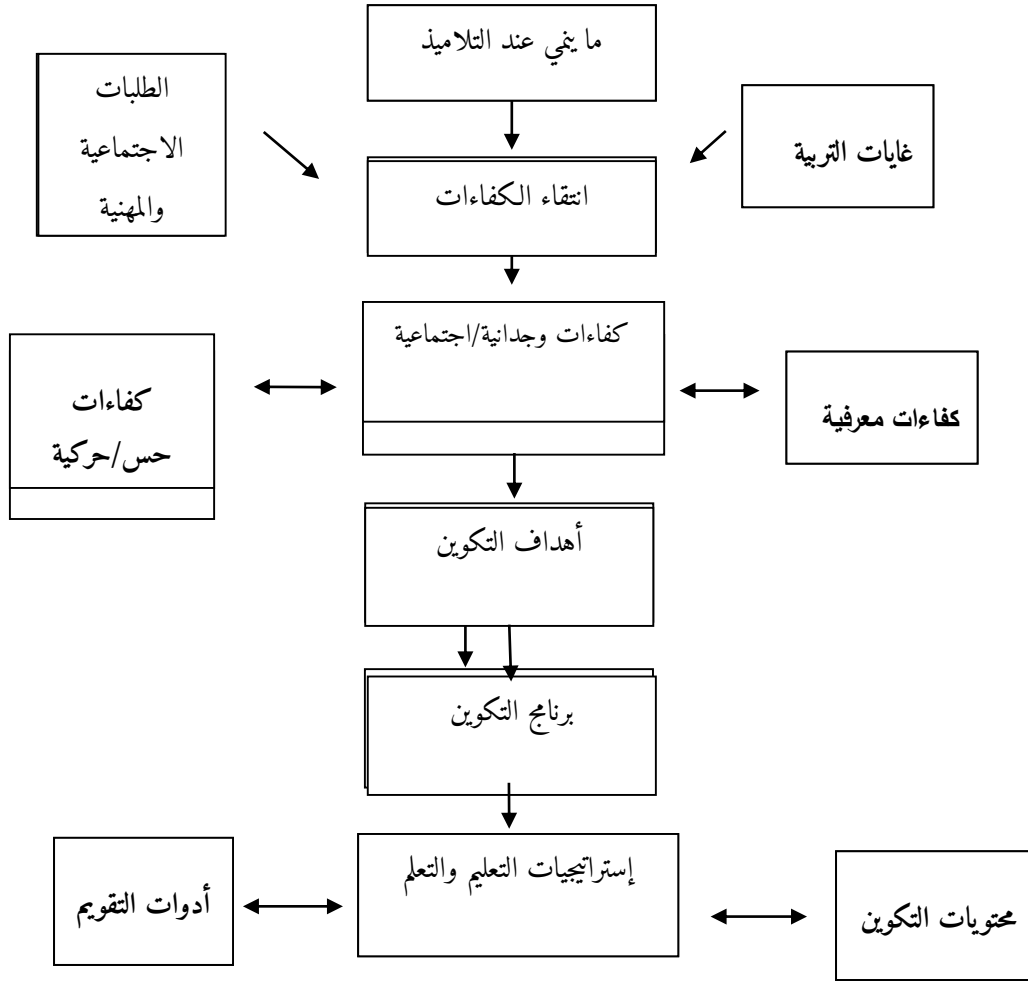 ما ينمي عند التلاميذ
الطلبات
الاجتماعية
والمهنية
غايات التربية
انتقاء الكفاءات
كفاءات وجدانية/اجتماعية
كفاءات
حس/حركية
كفاءات معرفية
أهداف التكوين
برنامج التكوين
إستراتيجيات التعليم والتعلم
أدوات التقويم
محتويات التكوين